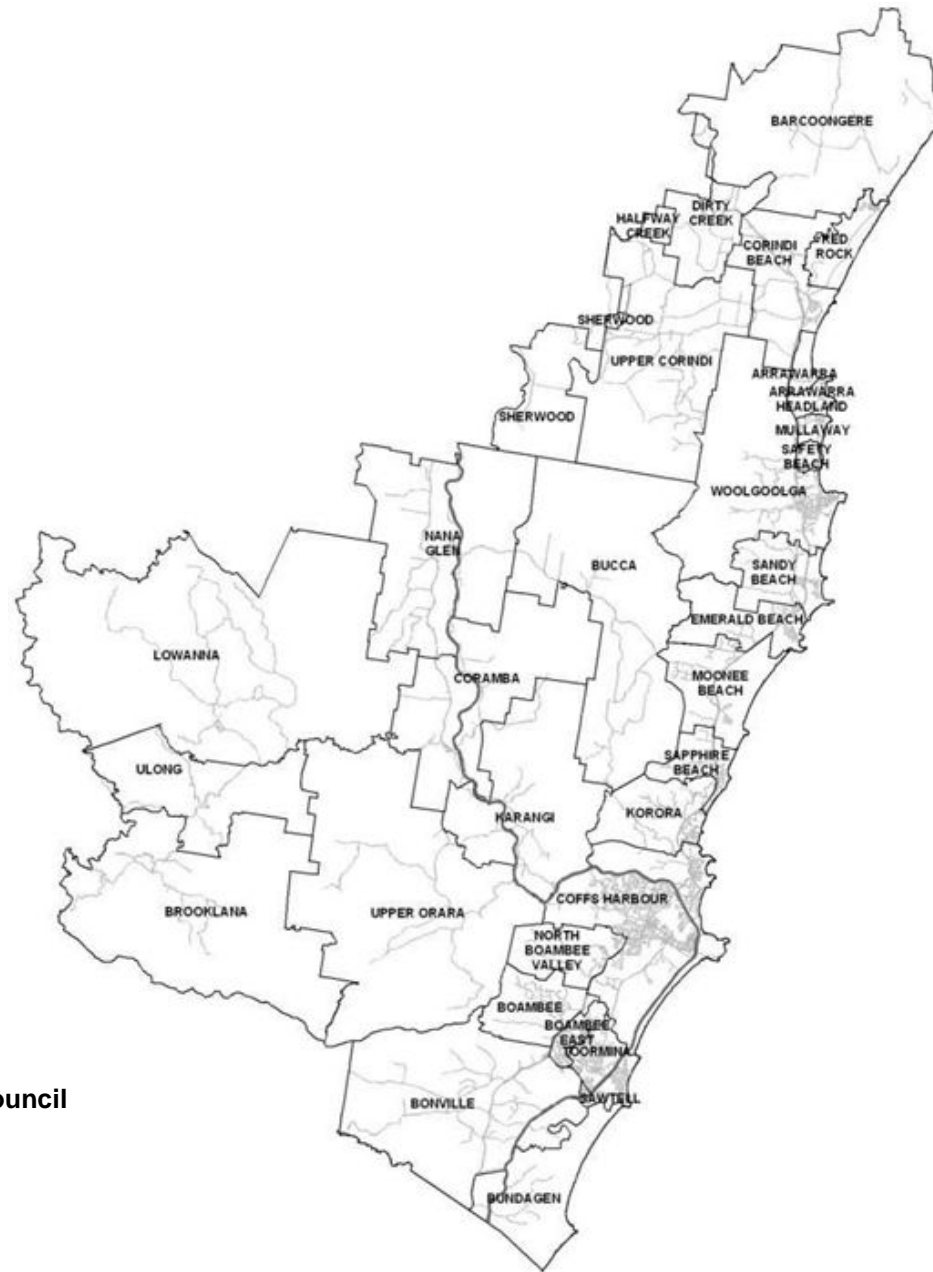 BARCOONGERE
DIRTY
CREEK
HALFWAY
CREEK
RED
ROCK
CORINDI
BEACH
SHERWOOD
UPPER CORINDI
ARRAWARRA
ARRAWARRA
HEADLAND
SHERWOOD
MULLAWAY
SAFETY
BEACH
WOOLGOOLGA
NANA
GLEN
BUCCA
SANDY
BEACH
EMERALD BEACH
LOWANNA
CORAMBA
MOONEE
BEACH
ULONG
SAPPHIRE
BEACH
KARANGI
KORORA
BROOKLANA
UPPER ORARA
COFFS HARBOUR
NORTH
BOAMBEE
VALLEY
BOAMBEE
BOAMBEE
EAST
TOORMINA
ouncil
BONVILLE
SAWTELL
BUNDAGEN